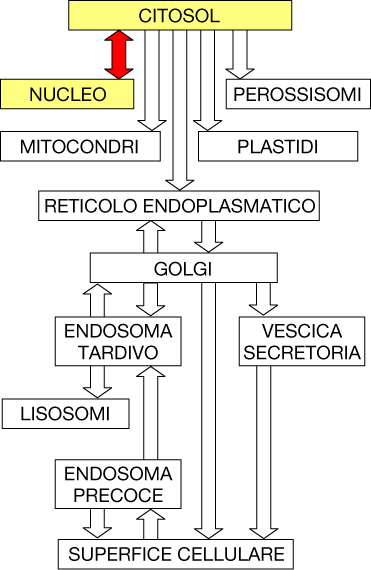 CITOSOL
NUCLEO
PEROSSISOMI
MITOCONDRI
PLASTIDI
RETICOLO ENDOPLASMATICO
GOLGI
ENDOSOMA
TARDIVO
VESCICA
SECRETORIA
LISOSOMI
ENDOSOMA
PRECOCE
SUPERFICE CELLULARE